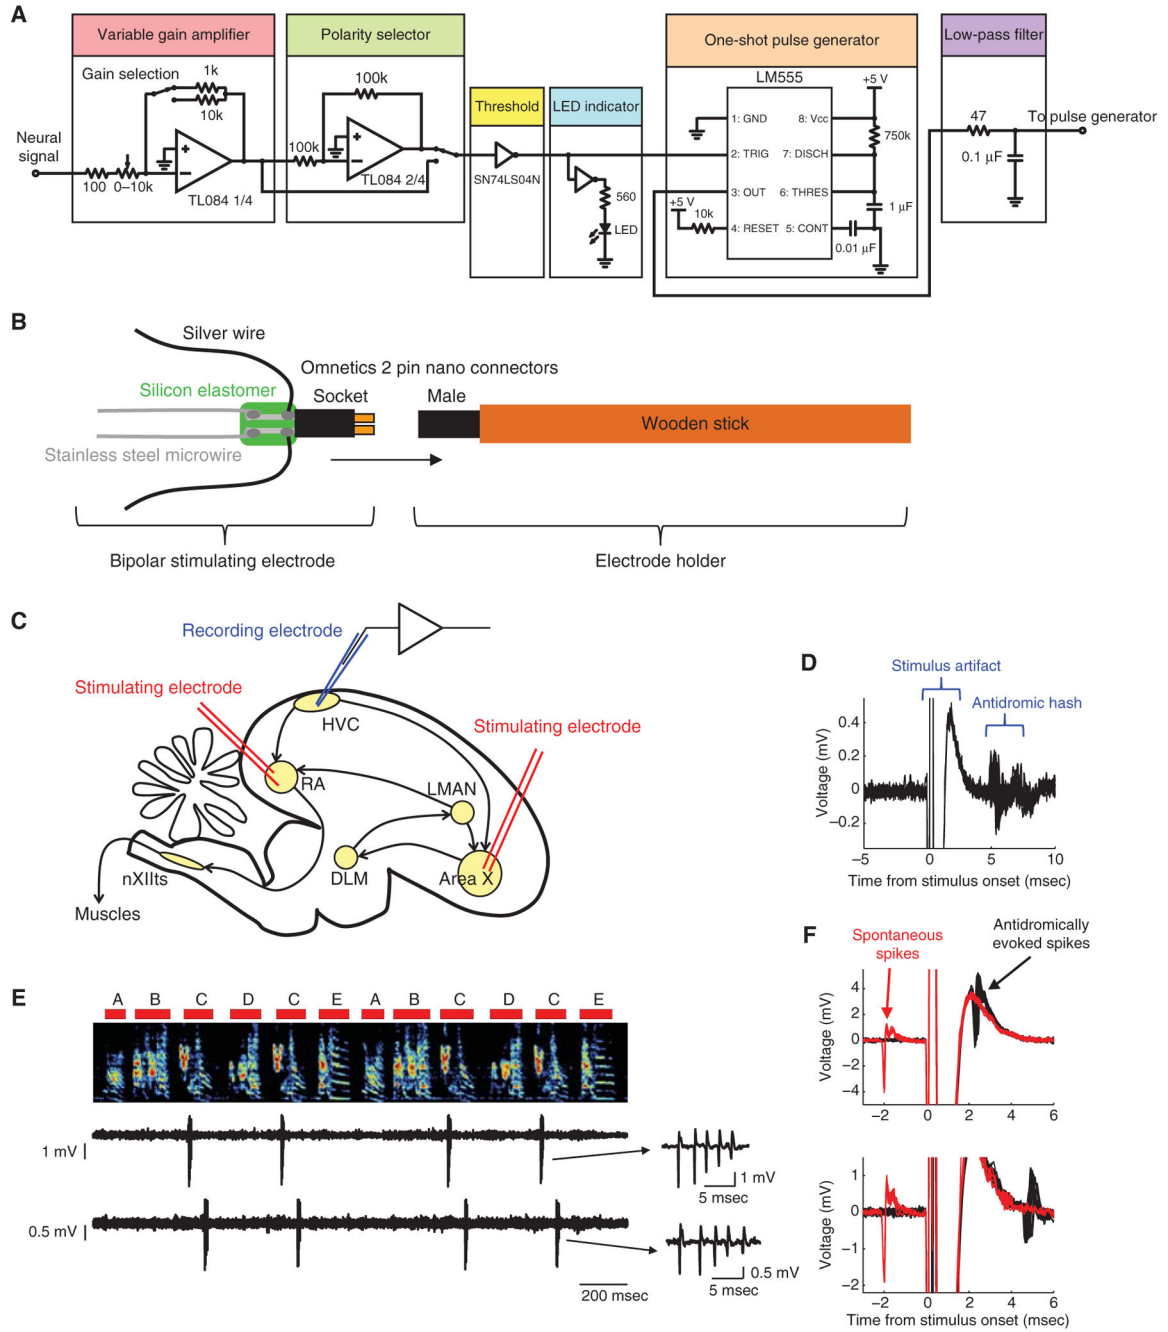 A
Variable gain amplifier
Polarity selector
One-shot pulse generator
Low-pass filter
Threshold
LED indicator
Gain selection
1k
10k
100k
LM555
+5 V
Neural
signal
100
0–10k
TL084 1/4
100k
TL084 2/4
SN74LS04N
560
LED
1: GND
8: Vcc
2: TRIG
7: DISCH
3: OUT
6: THRES
4: RESET
5: CONT
750k
+5 V
10k
1 µF
0.01 µF
47
0.1 µF
To pulse generator
B
Silver wire
Omnetics 2 pin nano connectors
Silicon elastomer
Socket
Male
Wooden stick
Stainless steel microwire
Bipolar stimulating electrode
Electrode holder
C
Recording electrode
Stimulating electrode
Stimulating electrode
HVC
RA
LMAN
DLM
Area X
nXIIts
Muscles
D
Stimulus artifact
Antidromic hash
Voltage (mV)
0.4
0.2
0
−0.2
−5
0
5
10
Time from stimulus onset (msec)
E
A B C D C E A B C D C E
1 mV
1 mV
5 msec
0.5 mV
0.5 mV
5 msec
200 msec
F
Spontaneous
spikes
Antidromically
evoked spikes
Voltage (mV)
4
2
0
−2
−4
−2 0 2 4 6
Voltage (mV)
1
0
−1
−2
−2 0 2 4 6
Time from stimulus onset (msec)